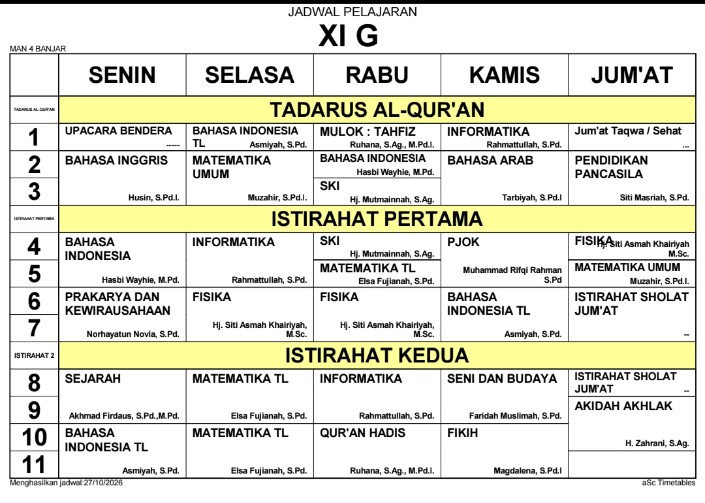 JADWAL PELAJARAN
XI G
MAN 4 BANJAR
SENIN SELASA RABU KAMIS JUM'AT
TADARUS AL-QUR'AN
TADARUS AL-QUR'AN
1
UPACARA BENDERA
-----
BAHASA INDONESIA
TL Asmiyah, S.Pd.
MULOK : TAHFIZ
Ruhana, S.Ag., M.Pd.I.
INFORMATIKA
Rahmattullah, S.Pd.
Jum'at Taqwa / Sehat
...
2
3
BAHASA INGGRIS
Husin, S.Pd.I.
MATEMATIKA
UMUM
Muzahir, S.Pd.I.
BAHASA INDONESIA
Hasbi Wayhie, M.Pd.
SKI
Hj. Mutmainnah, S.Ag.
BAHASA ARAB
Tarbiyah, S.Pd.I
PENDIDIKAN
PANCASILA
Siti Masriah, S.Pd.
ISTIRAHAT PERTAMA
ISTIRAHAT PERTAMA
4
5
BAHASA
INDONESIA
Hasbi Wayhie, M.Pd.
INFORMATIKA
Rahmattullah, S.Pd.
SKI
Hj. Mutmainnah, S.Ag.
MATEMATIKA TL
Elsa Fujianah, S.Pd.
PJOK
Muhammad Rifqi Rahman
S.Pd
FISIKA
Hj. Siti Asmah Khairiyah,
M.Sc.
MATEMATIKA UMUM
Muzahir, S.Pd.I.
6
7
PRAKARYA DAN
KEWIRAUSAHAAN
Norhayatun Novia, S.Pd.
FISIKA
Hj. Siti Asmah Khairiyah,
M.Sc.
FISIKA
Hj. Siti Asmah Khairiyah,
M.Sc.
BAHASA
INDONESIA TL
Asmiyah, S.Pd.
ISTIRAHAT SHOLAT
JUM'AT
--
ISTIRAHAT 2
ISTIRAHAT KEDUA
8
9
SEJARAH
Akhmad Firdaus, S.Pd.,M.Pd.
MATEMATIKA TL
Elsa Fujianah, S.Pd.
INFORMATIKA
Rahmattullah, S.Pd.
SENI DAN BUDAYA
Faridah Muslimah, S.Pd.
ISTIRAHAT SHOLAT
JUM'AT --
AKIDAH AKHLAK
H. Zahrani, S.Ag.
10
11
BAHASA
INDONESIA TL
Asmiyah, S.Pd.
MATEMATIKA TL
Elsa Fujianah, S.Pd.
QUR'AN HADIS
Ruhana, S.Ag., M.Pd.I.
FIKIH
Magdalena, S.Pd.I
Menghasilkan jadwal:27/10/2026
aSc Timetables